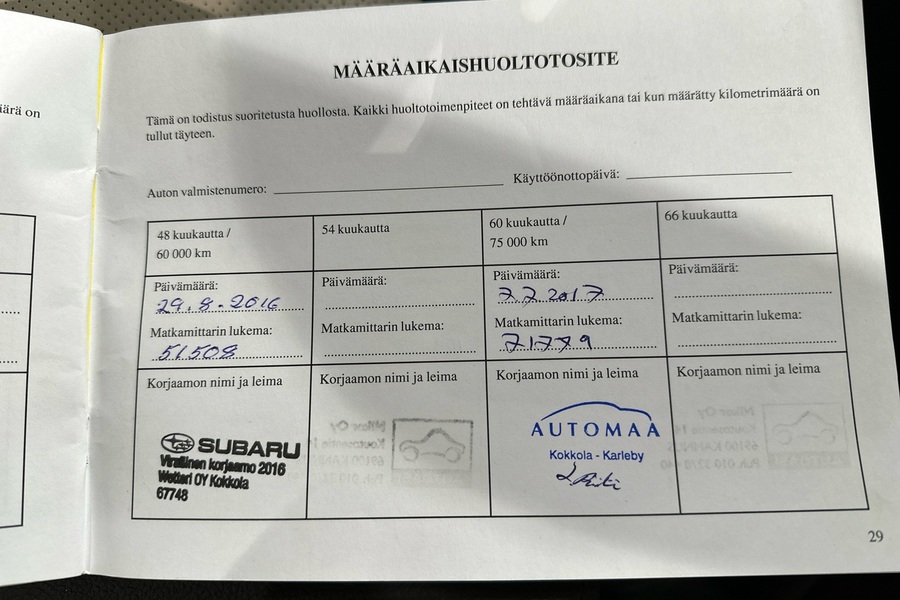 äärä on
MÄÄRÄAIKAISHUOLTOTOSITE
Tämä on todistus suoritetusta huollosta. Kaikki huoltotoimenpiteet on tehtävä määräaikana tai kun määrätty kilometrimäärä on
tullut täyteen.
Auton valmistenumero:
Käyttöönottopäivä:
48 kuukautta /
60 000 km
Päivämäärä:
29.8.2016
Matkamittarin lukema:
51508
Korjaamon nimi ja leima
SUBARU
Virallinen korjaamo 2016
Wetteri OY Kokkola
67748
54 kuukautta
Päivämäärä:
Matkamittarin lukema:
Korjaamon nimi ja leima
60 kuukautta /
75 000 km
Päivämäärä:
7.7.2017
Matkamittarin lukema:
71779
Korjaamon nimi ja leima
AUTOMAA
Kokkola - Karleby
66 kuukautta
Päivämäärä:
Matkamittarin lukema:
Korjaamon nimi ja leima
29